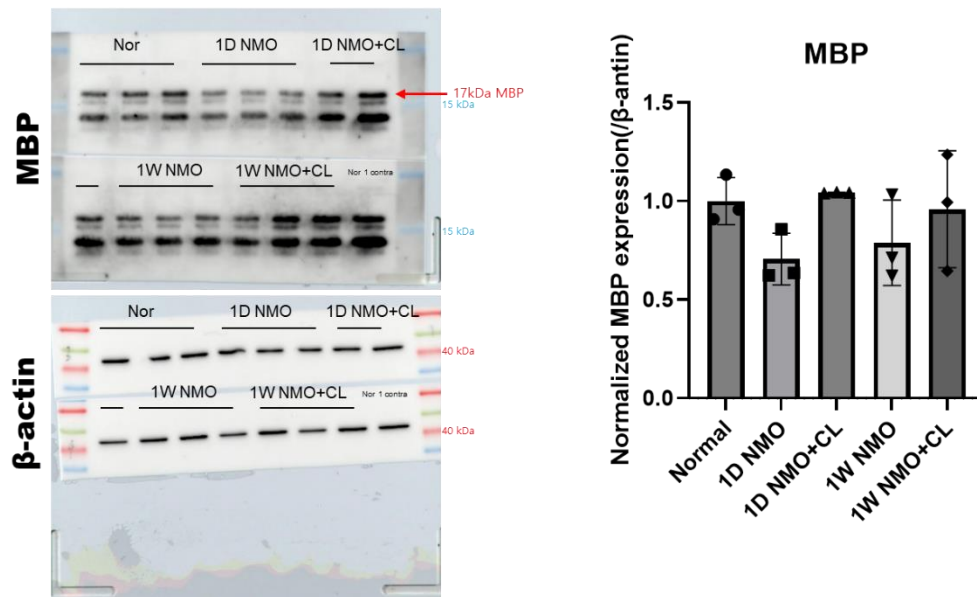 MBP
Nor
1D NMO
1D NMO+CL
17kDa MBP
15 kDa
1W NMO
1W NMO+CL
Nor 1 contra
15 kDa
β-actin
Nor
1D NMO
1D NMO+CL
40 kDa
1W NMO
1W NMO+CL
Nor 1 contra
40 kDa
MBP
Normalized MBP expression(/β-antin)
1.5
1.0
0.5
0.0
Normal
1D NMO
1D NMO+CL
1W NMO
1W NMO+CL